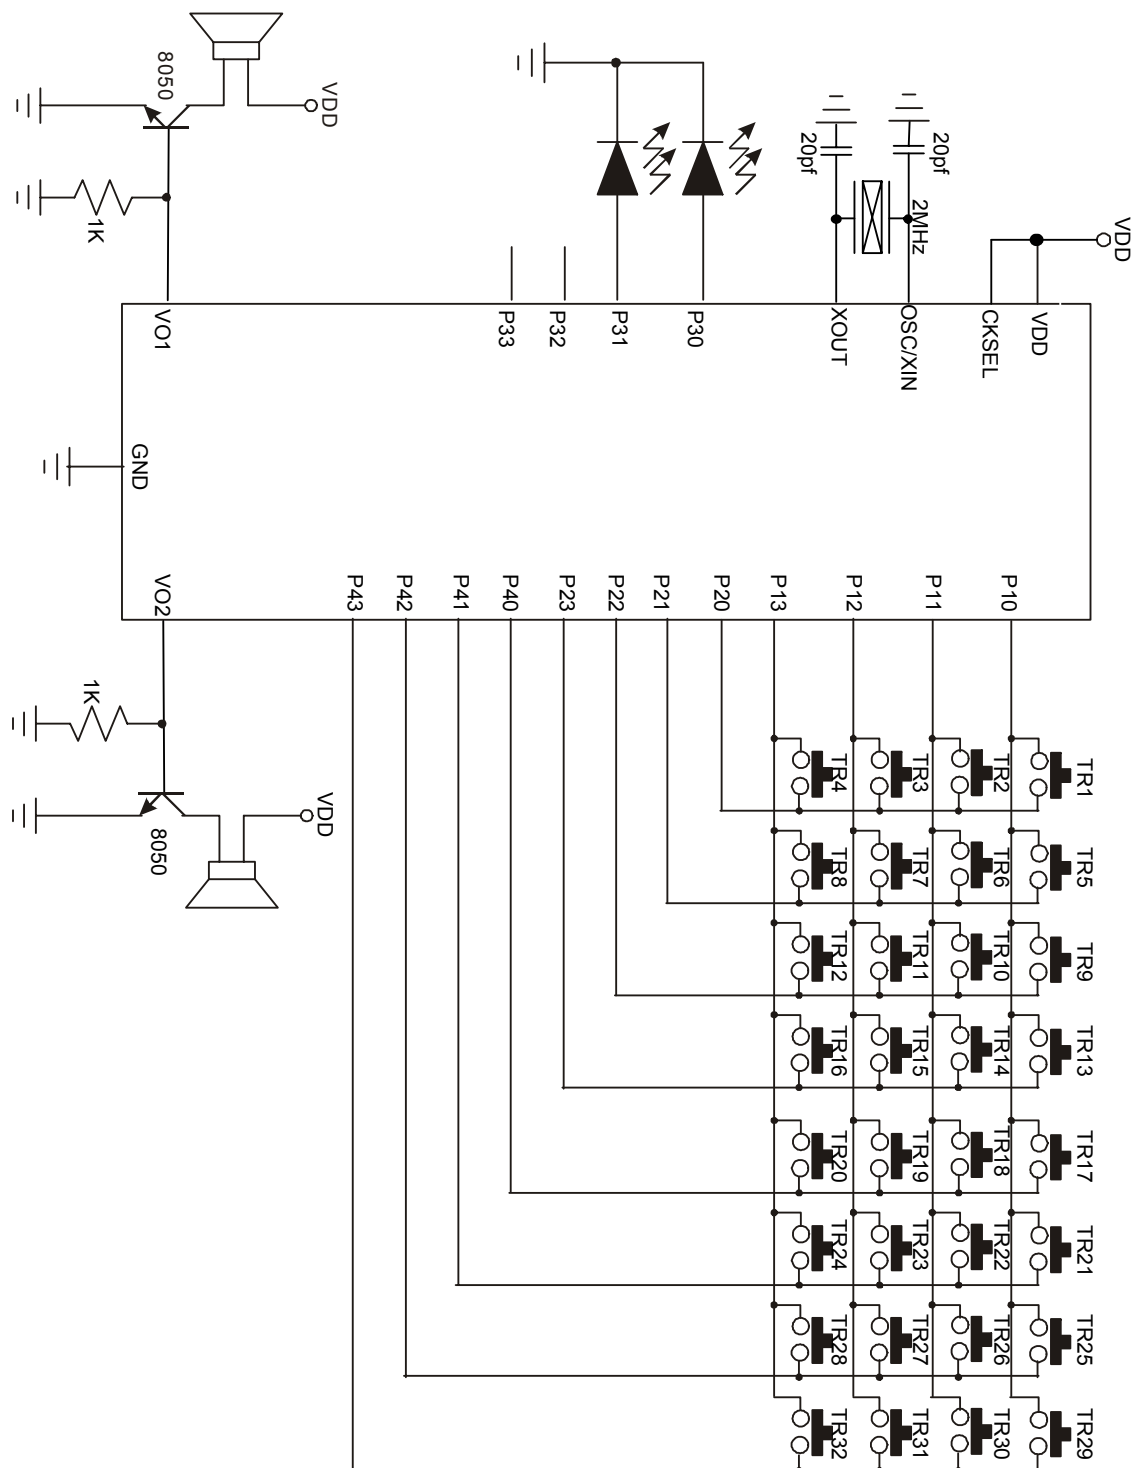 8050
VDD
1K
20pf
20pf
2MHz
VDD
VO1
P33
P32
P31
P30
XOUT
OSC/XIN
CKSEL
VDD
GND
VO2
P43
P42
P41
P40
P23
P22
P21
P20
P13
P12
P11
P10
1K
VDD
8050
TR4
TR3
TR2
TR1
TR8
TR7
TR6
TR5
TR12
TR11
TR10
TR9
TR16
TR15
TR14
TR13
TR20
TR19
TR18
TR17
TR24
TR23
TR22
TR21
TR28
TR27
TR26
TR25
TR32
TR31
TR30
TR29